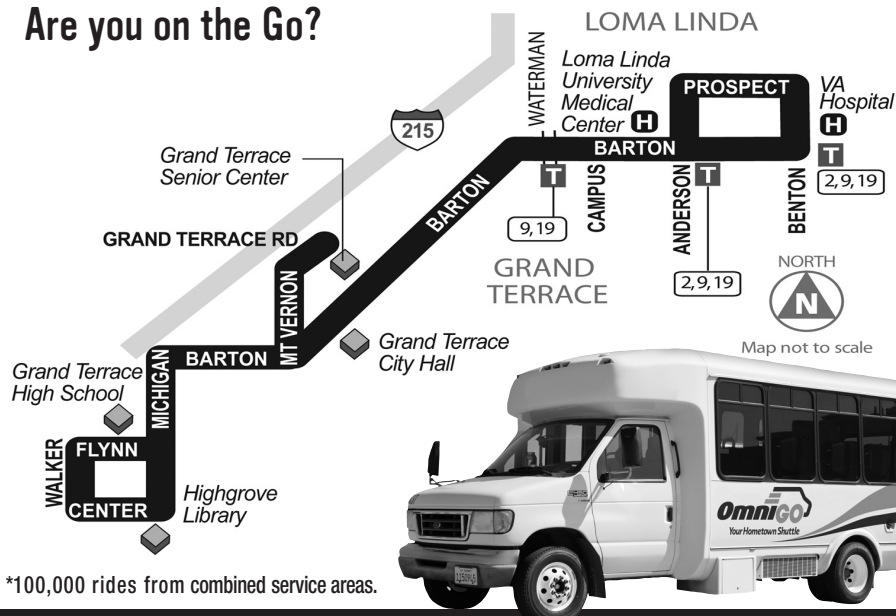 Are you on the Go?
LOMA LINDA
WATERMAN
Loma Linda
University
Medical
Center H
PROSPECT
VA
Hospital
H
215
BARTON
T
T
T
2,9,19
Grand Terrace
Senior Center
CAMPUS
ANDERSON
BENTON
BARTON
9,19
GRAND TERRACE RD
GRAND
TERRACE
2,9,19
NORTH
N
Map not to scale
MT VERNON
Grand Terrace
City Hall
BARTON
MICHIGAN
Grand Terrace
High School
WALKER
FLYNN
CENTER
Highgrove
Library
OmniGO
Your Hometown Shuttle
*100,000 rides from combined service areas.